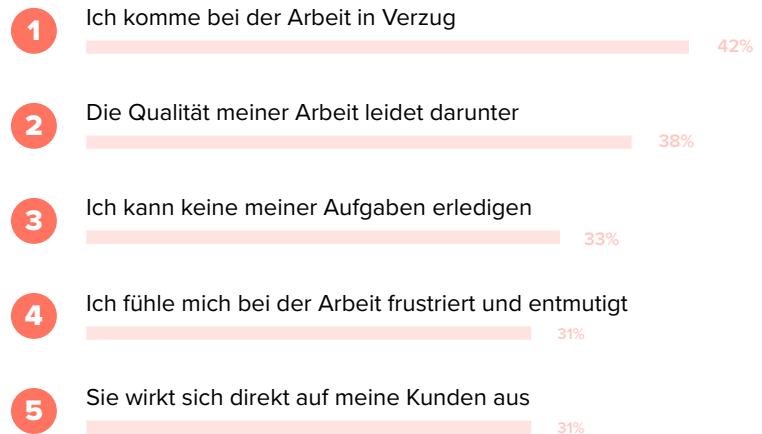 1
Ich komme bei der Arbeit in Verzug
42%
2
Die Qualität meiner Arbeit leidet darunter
38%
3
Ich kann keine meiner Aufgaben erledigen
33%
4
Ich fühle mich bei der Arbeit frustriert und entmutigt
31%
5
Sie wirkt sich direkt auf meine Kunden aus
31%